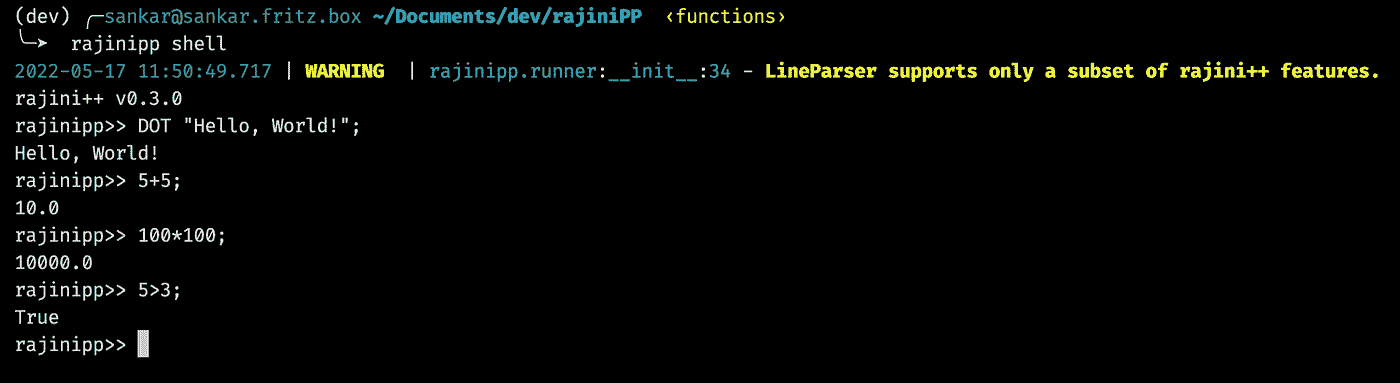 (dev) ╭─sankar@sankar.fritz.box ~/Documents/dev/rajiniPP ‹functions›
╰─➤ rajinipp shell
2022-05-17 11:50:49.717 | WARNING | rajinipp.runner:__init__:34 - LineParser supports only a subset of rajini++ features.
rajini++ v0.3.0
rajinipp>> DOT "Hello, World!";
Hello, World!
rajinipp>> 5+5;
10.0
rajinipp>> 100*100;
10000.0
rajinipp>> 5>3;
True
rajinipp>>